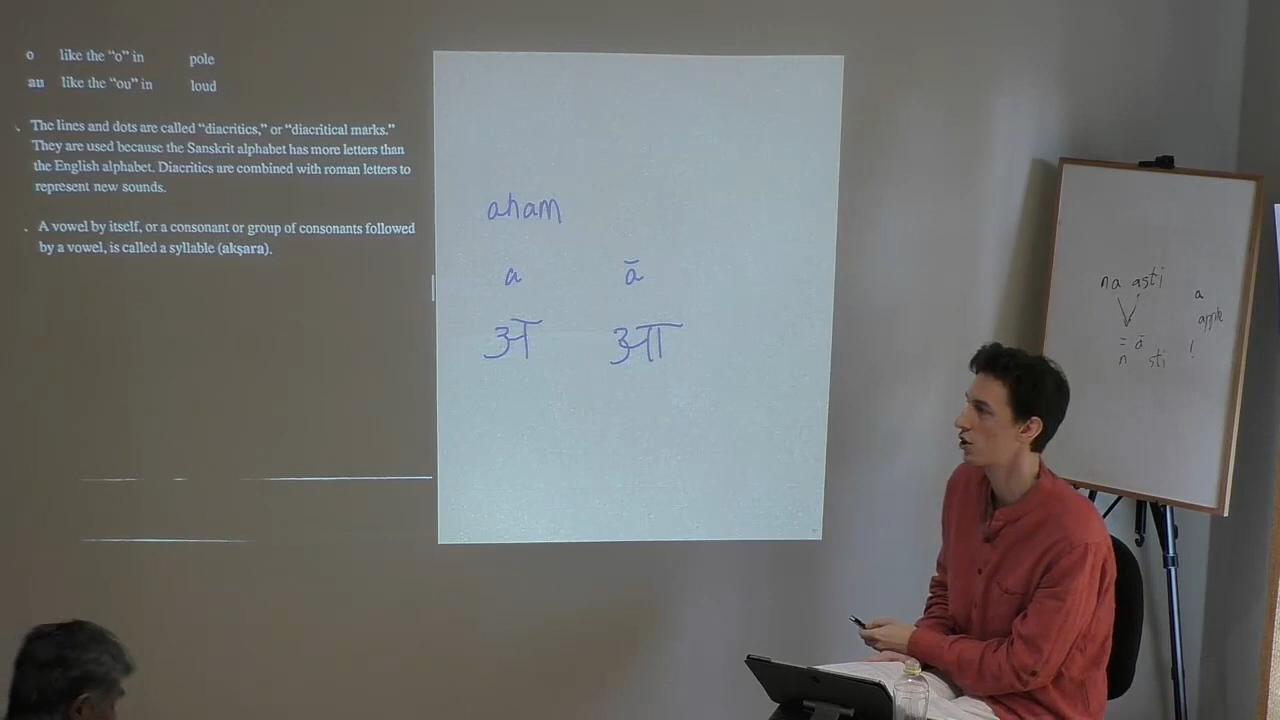 o like the “o” in pole
au like the “ou” in loud
The lines and dots are called “diacritics,” or “diacritical marks.”
They are used because the Sanskrit alphabet has more letters than
the English alphabet. Diacritics are combined with roman letters to
represent new sounds.
A vowel by itself, or a consonant or group of consonants followed
by a vowel, is called a syllable (akṣara).
aham
a ā
अ आ
na asti
= ā
n sti
a
apple
!